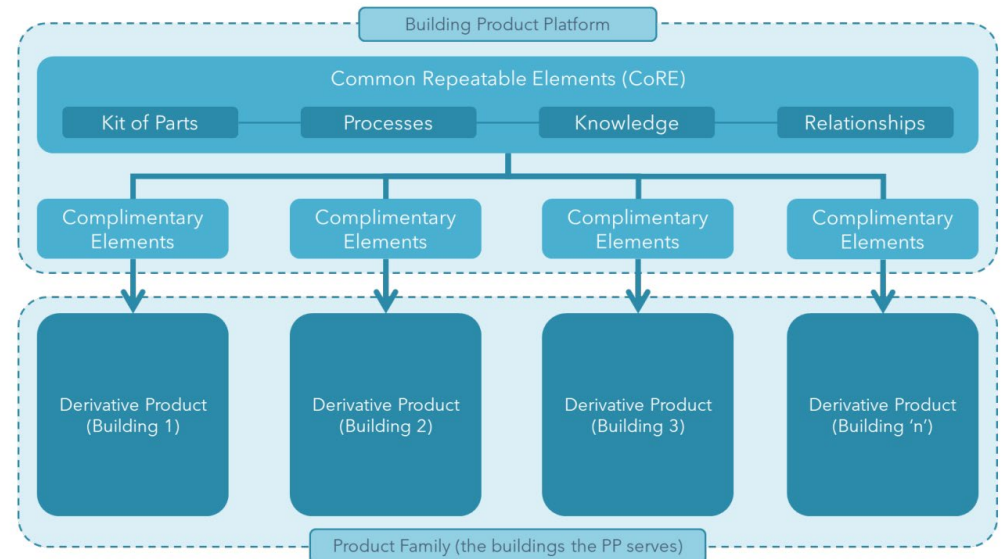 Building Product Platform
Common Repeatable Elements (CoRE)
Kit of Parts
Processes
Knowledge
Relationships
Complimentary
Elements
Complimentary
Elements
Complimentary
Elements
Complimentary
Elements
Derivative Product
(Building 1)
Derivative Product
(Building 2)
Derivative Product
(Building 3)
Derivative Product
(Building ‘n’)
Product Family (the buildings the PP serves)